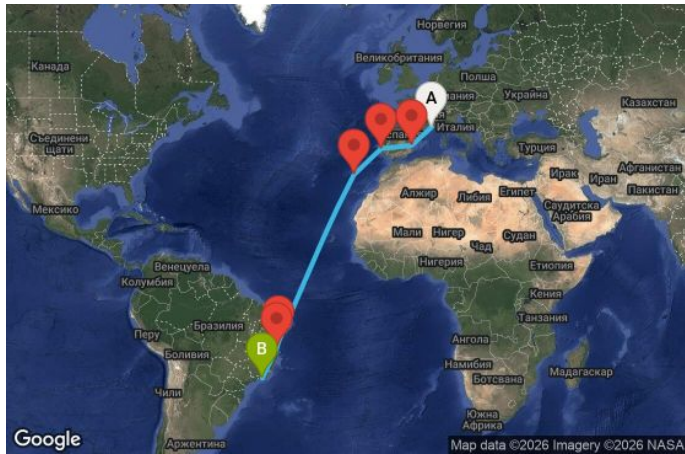 Норвегия
Канада
Великобритания
Полша
Украйна
A
Казахстан
Италия
Съединени
щати
Турция
Афганистан
Ирак
Иран
Пакистан
Алжир
Либия
Египет
Саудитска
Арабия
Мексико
Мали
Нигер
Чад
Судан
Нигерия
Етиопия
Венецуела
Колумбия
Кения
Бразилия
Танзания
Перу
Ангола
B
Боливия
Намибия
Ботсвана
Мадагаскар
Чили
Южна
Африка
Аржентина
Google
Map data ©2026 Imagery ©2026 NASA